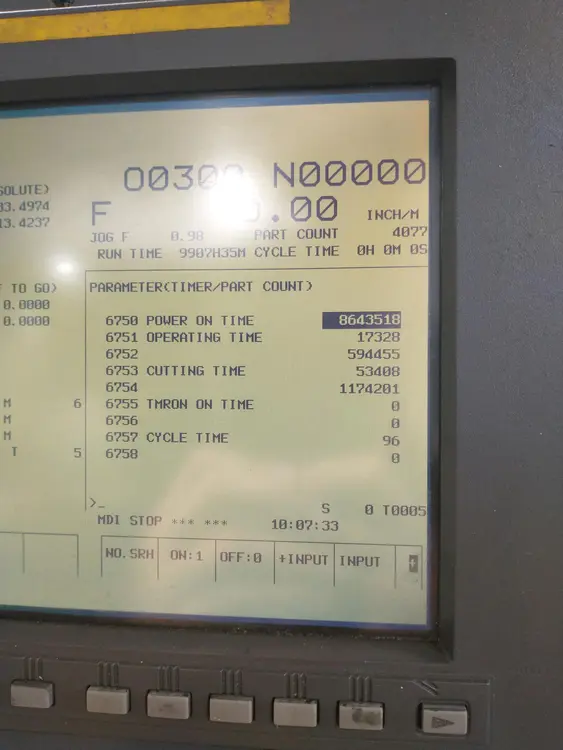 O0300 N00000
SOLUTE)
03.4974
13.4237
F .00 INCH/M
JOG F 0.98 PART COUNT 4077
RUN TIME 9907H35M CYCLE TIME 0H 0M 0S
T TO GO)
0.0000
0.0000
PARAMETER(TIMER/PART COUNT)
6750 POWER ON TIME 8643518
6751 OPERATING TIME 17328
6752 594455
6753 CUTTING TIME 53408
6754 1174201
6755 TMRON ON TIME 0
6756 0
6757 CYCLE TIME 96
6758 0
M 6
M
M
T 5
>_
S 0 T0005
MDI STOP *** *** 10:07:33
NO.SRH ON:1 OFF:0 +INPUT INPUT +